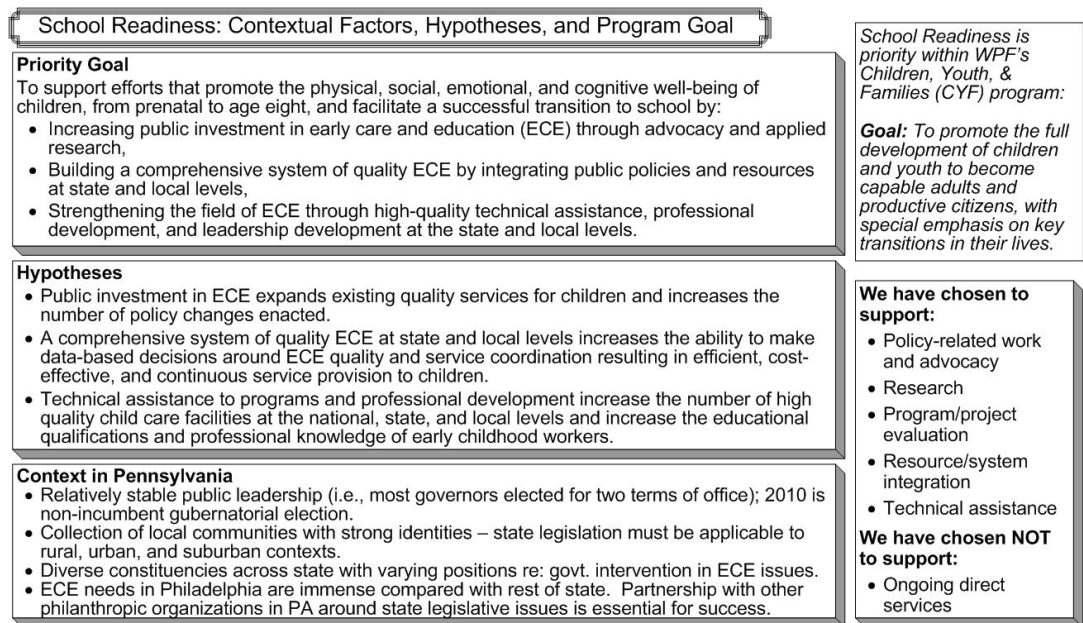 School Readiness: Contextual Factors, Hypotheses, and Program Goal
Priority Goal
To support efforts that promote the physical, social, emotional, and cognitive well-being of
children, from prenatal to age eight, and facilitate a successful transition to school by:
• Increasing public investment in early care and education (ECE) through advocacy and applied
research,
• Building a comprehensive system of quality ECE by integrating public policies and resources
at state and local levels,
• Strengthening the field of ECE through high-quality technical assistance, professional
development, and leadership development at the state and local levels.
Hypotheses
• Public investment in ECE expands existing quality services for children and increases the
number of policy changes enacted.
• A comprehensive system of quality ECE at state and local levels increases the ability to make
data-based decisions around ECE quality and service coordination resulting in efficient, cost-
effective, and continuous service provision to children.
• Technical assistance to programs and professional development increase the number of high
quality child care facilities at the national, state, and local levels and increase the educational
qualifications and professional knowledge of early childhood workers.
Context in Pennsylvania
• Relatively stable public leadership (i.e., most governors elected for two terms of office); 2010 is
non-incumbent gubernatorial election.
• Collection of local communities with strong identities – state legislation must be applicable to
rural, urban, and suburban contexts.
• Diverse constituencies across state with varying positions re: govt. intervention in ECE issues.
• ECE needs in Philadelphia are immense compared with rest of state. Partnership with other
philanthropic organizations in PA around state legislative issues is essential for success.
School Readiness is
priority within WPF's
Children, Youth, &
Families (CYF) program:
Goal: To promote the full
development of children
and youth to become
capable adults and
productive citizens, with
special emphasis on key
transitions in their lives.
We have chosen to
support:
• Policy-related work
and advocacy
• Research
• Program/project
evaluation
• Resource/system
integration
• Technical assistance
We have chosen NOT
to support:
• Ongoing direct
services